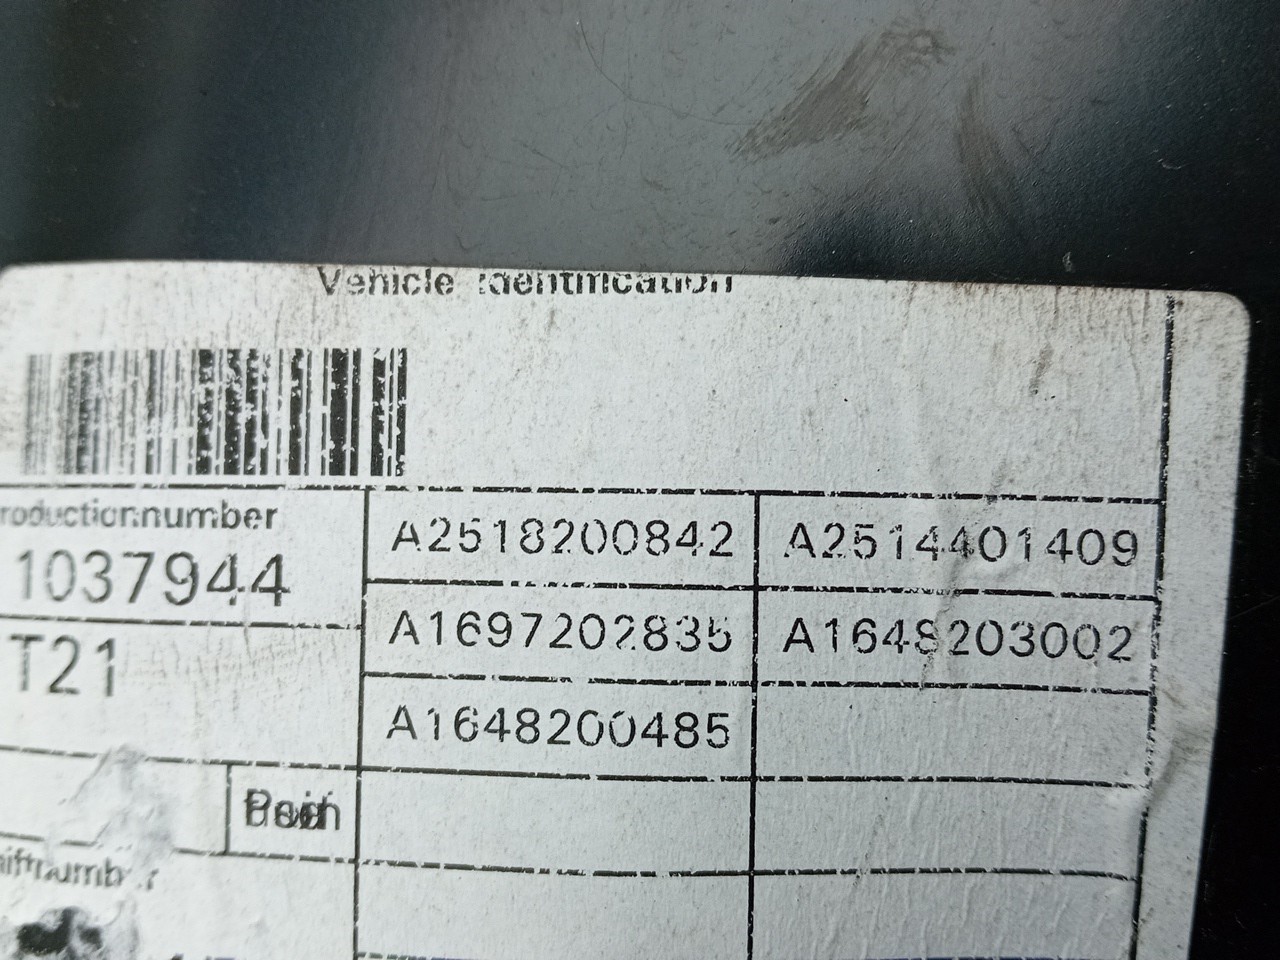 Vehicle identification
roductionnumber
1037944
A2518200842 A2514401409
T21
A1697202835 A1648203002
A1648200485